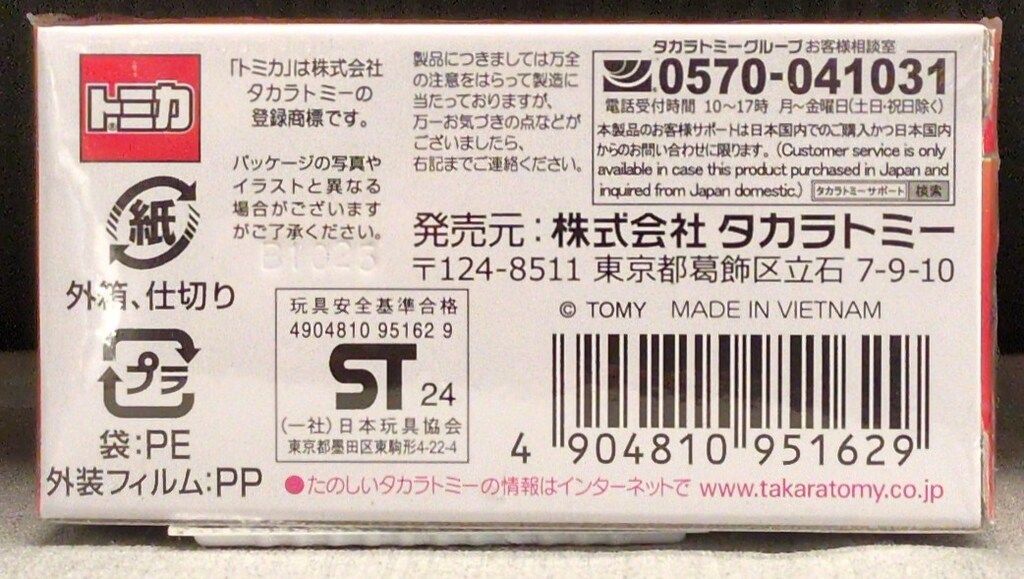 トミカ
「トミカ」は株式会社
タカラトミーの
登録商標です。
パッケージの写真や
イラストと異なる
場合がございます
がご了承ください。
製品につきましては万全
の注意をはらって製造に
当たっておりますが、
万一お気づきの点などが
ございましたら、
右記までご連絡ください。
タカラトミーグループ お客様相談室
0570-041031
電話受付時間 10〜17時 月〜金曜日(土日・祝日除く)
本製品のお客様サポートは日本国内でのご購入かつ日本国内
からのお問い合わせに限ります。(Customer service is only
available in case this product purchased in Japan and
inquired from Japan domestic.) タカラトミーサポート 検索
発売元:株式会社 タカラトミー
〒124-8511 東京都葛飾区立石 7-9-10
© TOMY MADE IN VIETNAM
紙
外箱、仕切り
プラ
袋:PE
外装フィルム:PP
玩具安全基準合格
4904810 95162 9
ST 24
(一社)日本玩具協会
東京都墨田区東駒形4-22-4
4 904810 951629
●たのしいタカラトミーの情報はインターネットで www.takaratomy.co.jp